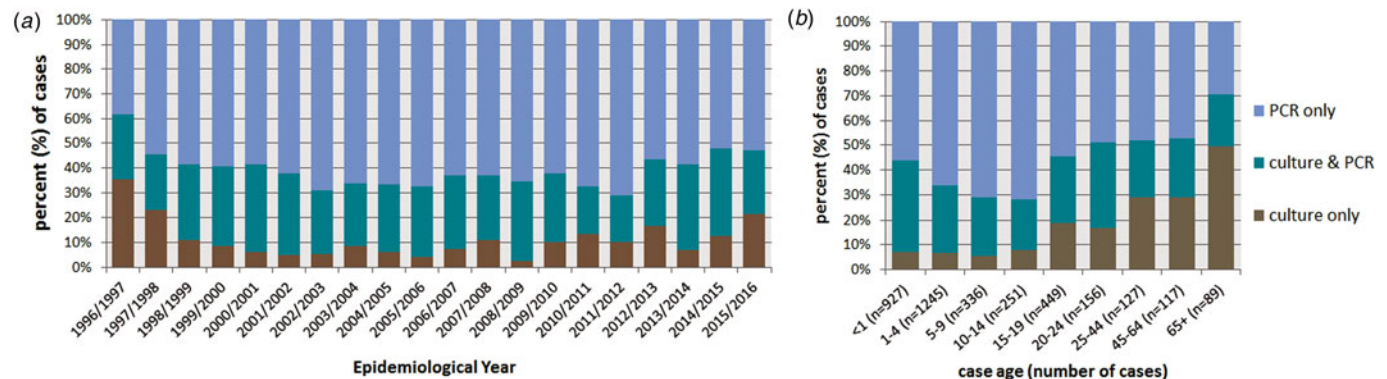 (a)
percent (%) of cases
100%
90%
80%
70%
60%
50%
40%
30%
20%
10%
0%
1996/1997
1997/1998
1998/1999
1999/2000
2000/2001
2001/2002
2002/2003
2003/2004
2004/2005
2005/2006
2006/2007
2007/2008
2008/2009
2009/2010
2010/2011
2011/2012
2012/2013
2013/2014
2014/2015
2015/2016
Epidemiological Year
(b)
percent (%) of cases
100%
90%
80%
70%
60%
50%
40%
30%
20%
10%
0%
<1 (n=927)
1-4 (n=1245)
5-9 (n=336)
10-14 (n=251)
15-19 (n=449)
20-24 (n=156)
25-44 (n=127)
45-64 (n=117)
65+ (n=89)
case age (number of cases)
PCR only
culture & PCR
culture only